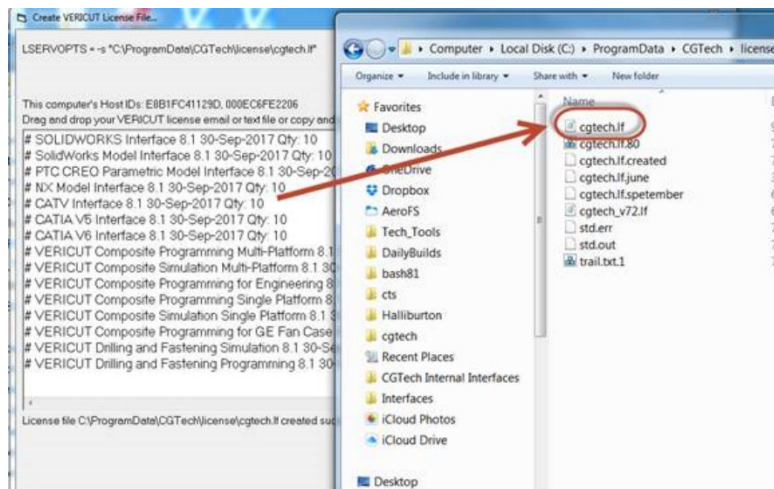 Create VERICUT License File...
LSERVOPTS = -s "C:\ProgramData\CGTech\license\cgtech.lf"
This computer's Host IDs: E8B1FC41129D, 000EC6FE2206
Drag and drop your VERICUT license email or text file or copy and
# SOLIDWORKS Interface 8.1 30-Sep-2017 Qty: 10
# SolidWorks Model Interface 8.1 30-Sep-2017 Qty: 10
# PTC CREO Parametric Model Interface 8.1 30-Sep-20
# NX Model Interface 8.1 30-Sep-2017 Qty: 10
# CATV Interface 8.1 30-Sep-2017 Qty: 10
# CATIA V5 Interface 8.1 30-Sep-2017 Qty: 10
# CATIA V6 Interface 8.1 30-Sep-2017 Qty: 10
# VERICUT Composite Programming Multi-Platform 8.1
# VERICUT Composite Simulation Multi-Platform 8.1 30
# VERICUT Composite Programming for Engineering 8
# VERICUT Composite Programming Single Platform 8
# VERICUT Composite Simulation Single Platform 8.1 3
# VERICUT Composite Programming for GE Fan Case
# VERICUT Drilling and Fastening Simulation 8.1 30-Se
# VERICUT Drilling and Fastening Programming 8.1 30-
License file C:\ProgramData\CGTech\license\cgtech.lf created suc
Computer Local Disk (C:) ProgramData CGTech license
Organize Include in library Share with New folder
Favorites
Desktop
Downloads
OneDrive
Dropbox
AeroFS
Tech_Tools
DailyBuilds
bash81
cts
Halliburton
cgtech
Recent Places
CGTech Internal Interfaces
Interfaces
iCloud Photos
iCloud Drive
Desktop
Name
cgtech.lf
cgtech.lf.80
cgtech.lf.created
cgtech.lf.june
cgtech.lf.spetember
cgtech_v72.lf
std.err
std.out
trail.txt.1